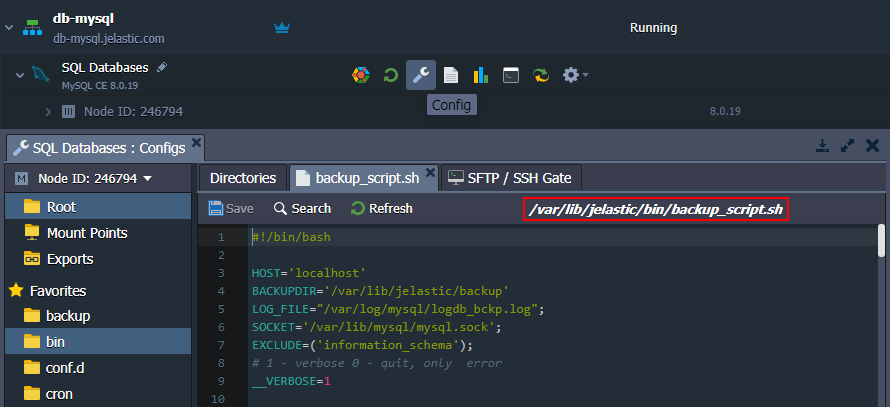 db-mysql
db-mysql.jelastic.com
Running
SQL Databases
MySQL CE 8.0.19
Config
Node ID: 246794
8.0.19
SQL Databases : Configs
M Node ID: 246794
Directories
backup_script.sh
SFTP / SSH Gate
Save
Search
Refresh
/var/lib/jelastic/bin/backup_script.sh
Root
Mount Points
Exports
Favorites
backup
bin
conf.d
cron
1 #!/bin/bash
2
3 HOST='localhost'
4 BACKUPDIR='/var/lib/jelastic/backup'
5 LOG_FILE="/var/log/mysql/logdb_bckp.log";
6 SOCKET='/var/lib/mysql/mysql.sock';
7 EXCLUDE=('information_schema');
8 # 1 - verbose 0 - quit, only  error
9 __VERBOSE=1
10